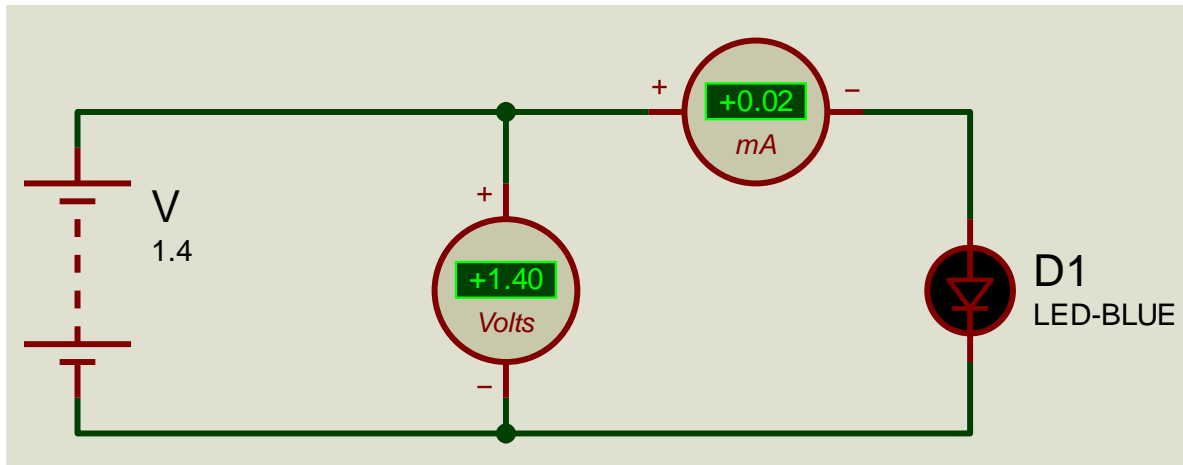 +
+0.02
−
mA
V
1.4
+
+1.40
Volts
−
D1
LED-BLUE